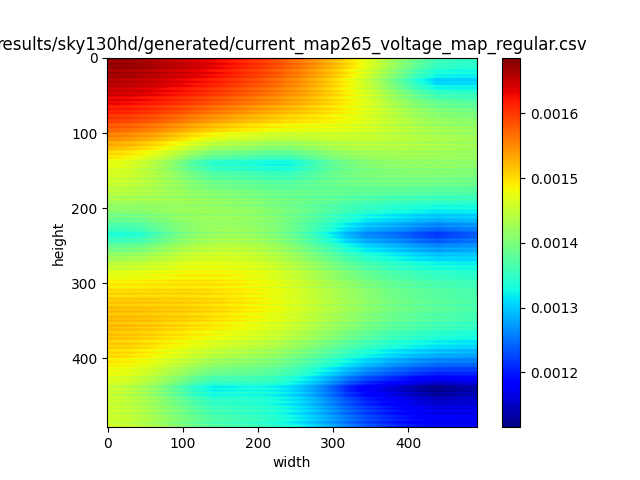 results/sky130hd/generated/current_map265_voltage_map_regular.csv
0
100
200
300
400
height
0 100 200 300 400
width
0.0016
0.0015
0.0014
0.0013
0.0012